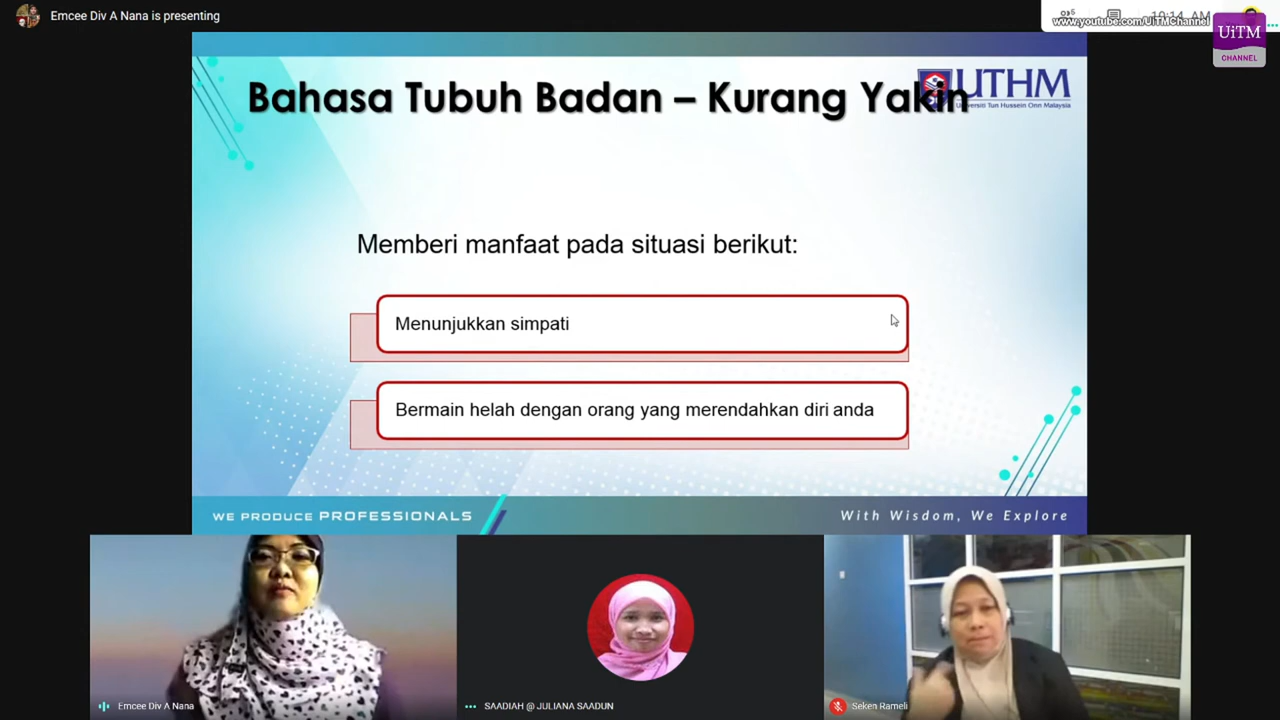 Emcee Div A Nana is presenting
www.youtube.com/UiTMChannel
UiTM
CHANNEL
Bahasa Tubuh Badan – Kurang Yakin
UTHM
Universiti Tun Hussein Onn Malaysia
Memberi manfaat pada situasi berikut:
Menunjukkan simpati
Bermain helah dengan orang yang merendahkan diri anda
WE PRODUCE PROFESSIONALS
With Wisdom, We Explore
Emcee Div A Nana
SAADIAH @ JULIANA SAADUN
Seken Rameli